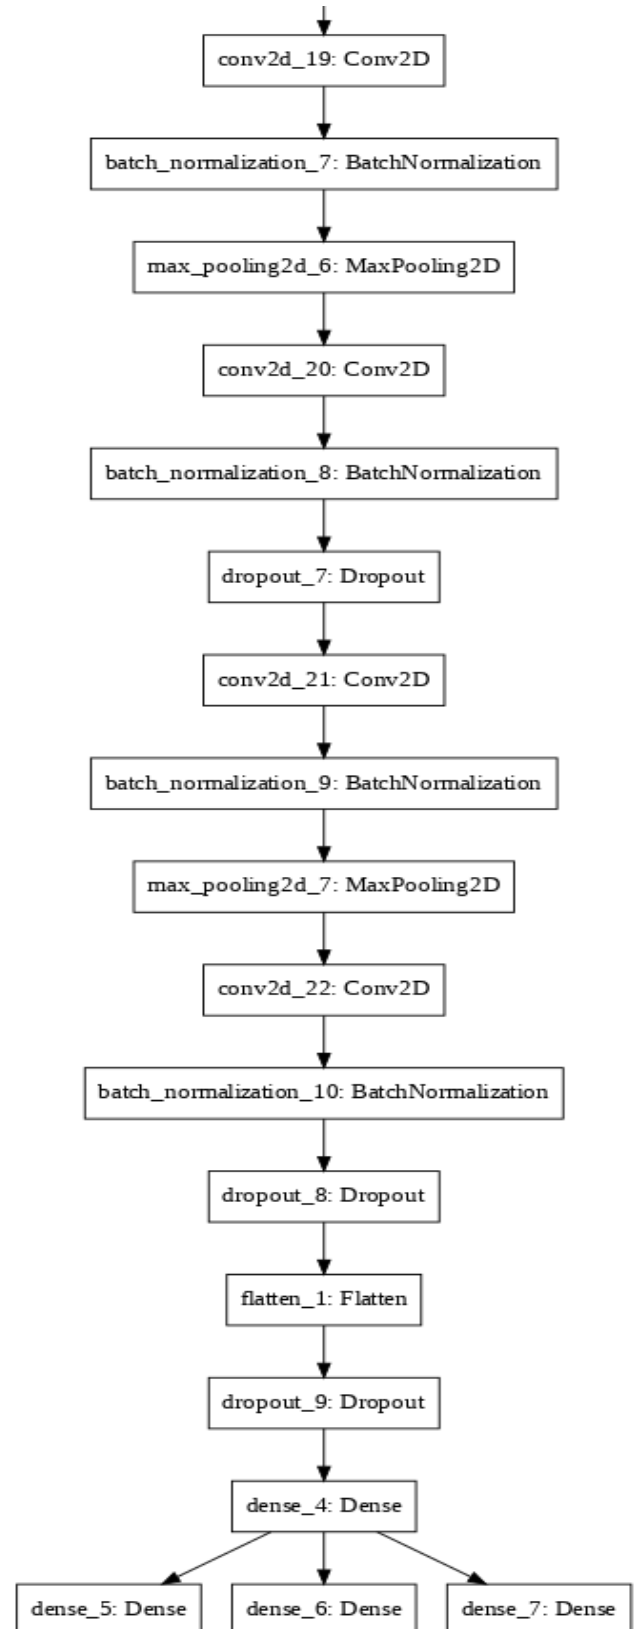 conv2d_19: Conv2D
batch_normalization_7: BatchNormalization
max_pooling2d_6: MaxPooling2D
conv2d_20: Conv2D
batch_normalization_8: BatchNormalization
dropout_7: Dropout
conv2d_21: Conv2D
batch_normalization_9: BatchNormalization
max_pooling2d_7: MaxPooling2D
conv2d_22: Conv2D
batch_normalization_10: BatchNormalization
dropout_8: Dropout
flatten_1: Flatten
dropout_9: Dropout
dense_4: Dense
dense_5: Dense
dense_6: Dense
dense_7: Dense